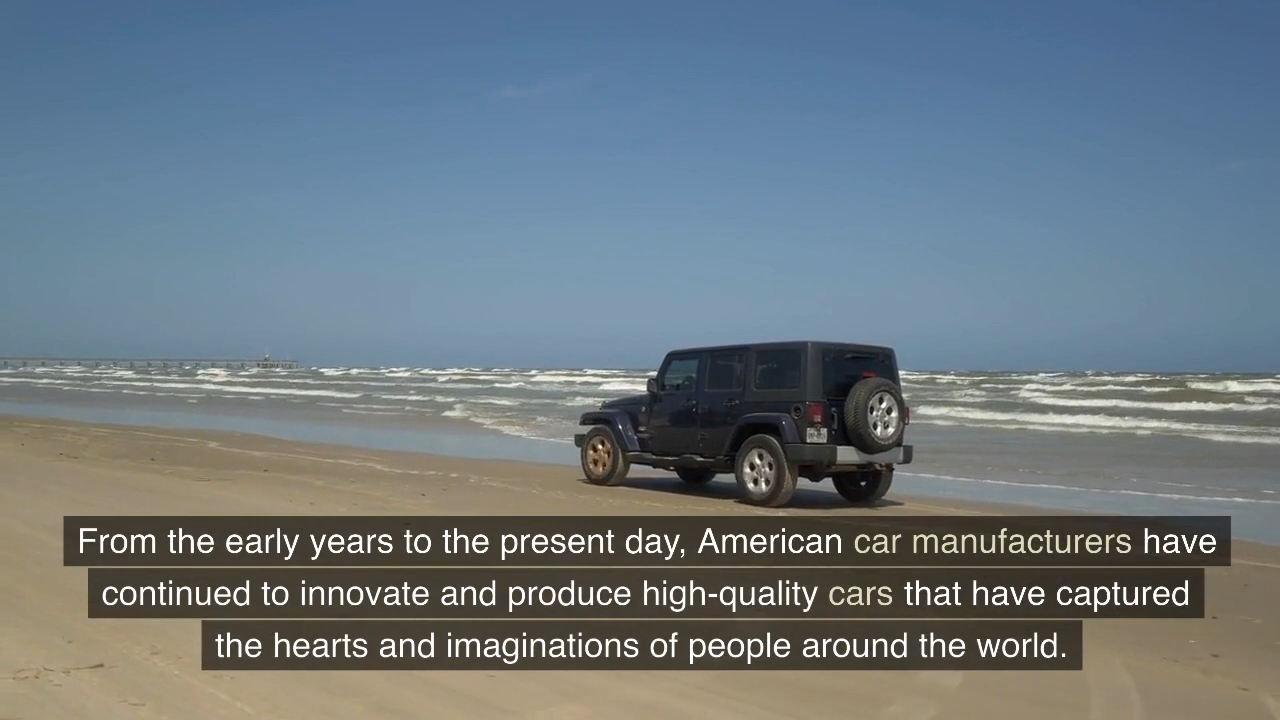 From the early years to the present day, American car manufacturers have
continued to innovate and produce high-quality cars that have captured
the hearts and imaginations of people around the world.